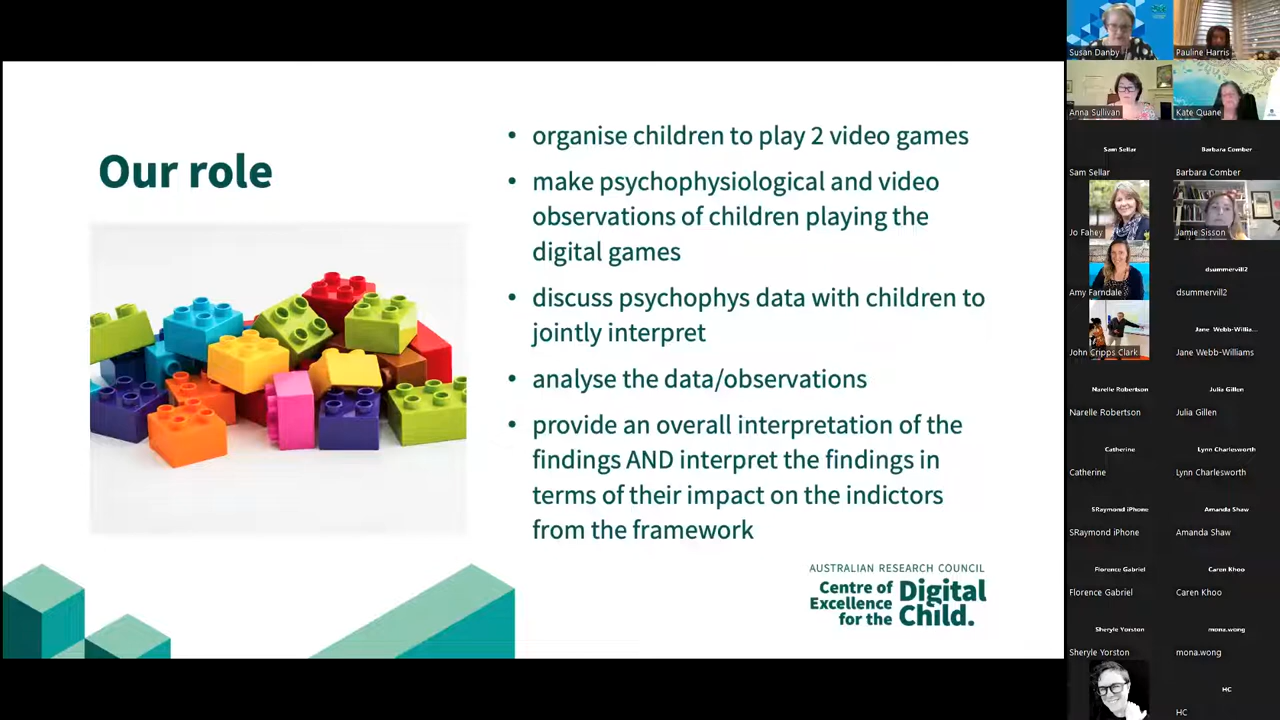 Our role
• organise children to play 2 video games
• make psychophysiological and video
observations of children playing the
digital games
• discuss psychophys data with children to
jointly interpret
• analyse the data/observations
• provide an overall interpretation of the
findings AND interpret the findings in
terms of their impact on the indictors
from the framework
AUSTRALIAN RESEARCH COUNCIL
Centre of
Excellence
for the
Digital
Child.
Susan Danby
Pauline Harris
Anna Sullivan
Kate Quane
Sam Sellar
Barbara Comber
Sam Sellar
Barbara Comber
Jo Fahey
Jamie Sisson
dsummervill2
Amy Farndale
dsummervill2
Jane Webb-Willia...
John Cripps Clark
Jane Webb-Williams
Narelle Robertson
Julia Gillen
Narelle Robertson
Julia Gillen
Catherine
Lynn Charlesworth
Catherine
Lynn Charlesworth
SRaymond iPhone
Amanda Shaw
SRaymond iPhone
Amanda Shaw
Florence Gabriel
Caren Khoo
Florence Gabriel
Caren Khoo
Sheryle Yorston
mona.wong
Sheryle Yorston
mona.wong
HC
HC